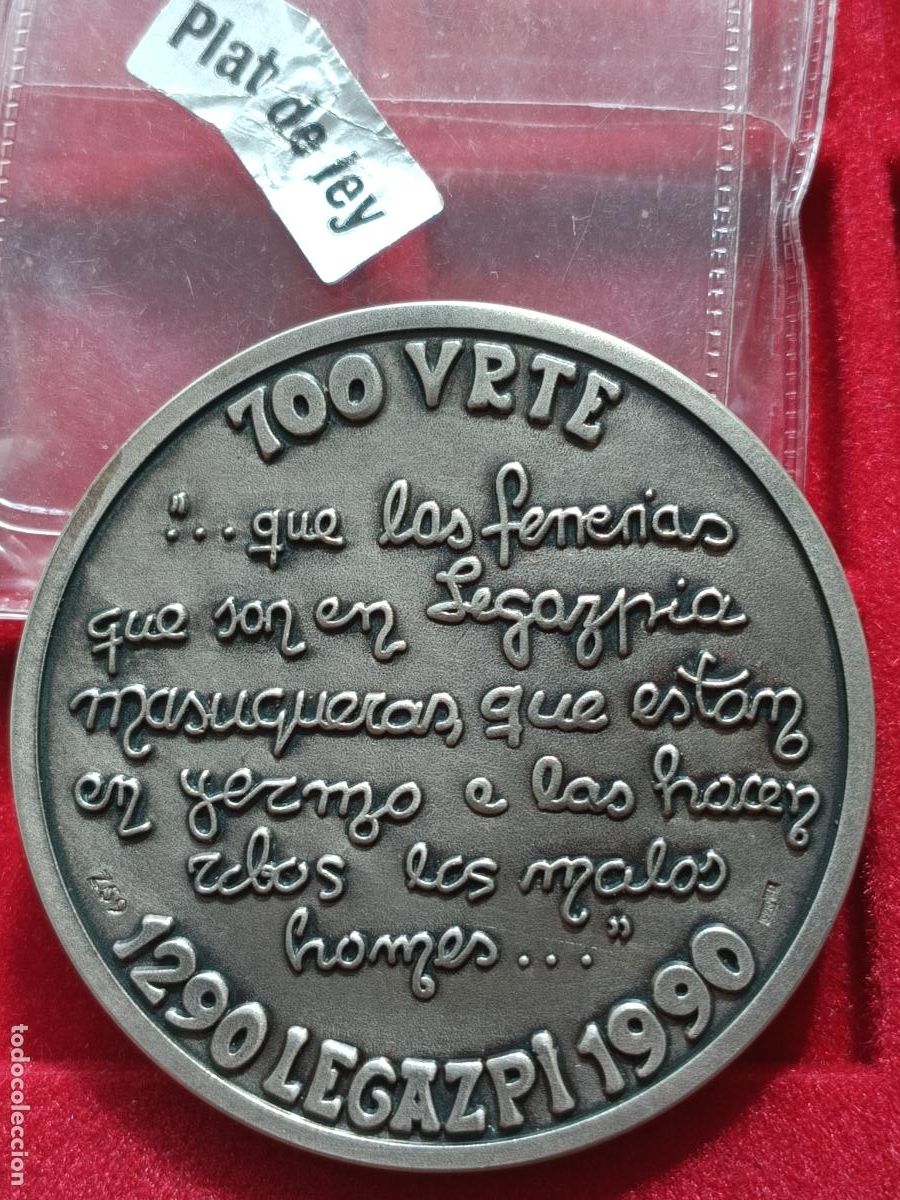 Plat de ley
700 VRTE
"... que las ferrerias
que son en Legazpia
masuqueras, que estan
en yermo e las hacen
robos los malos
homes ..."
1290 LEGAZPI 1990
todocoleccion